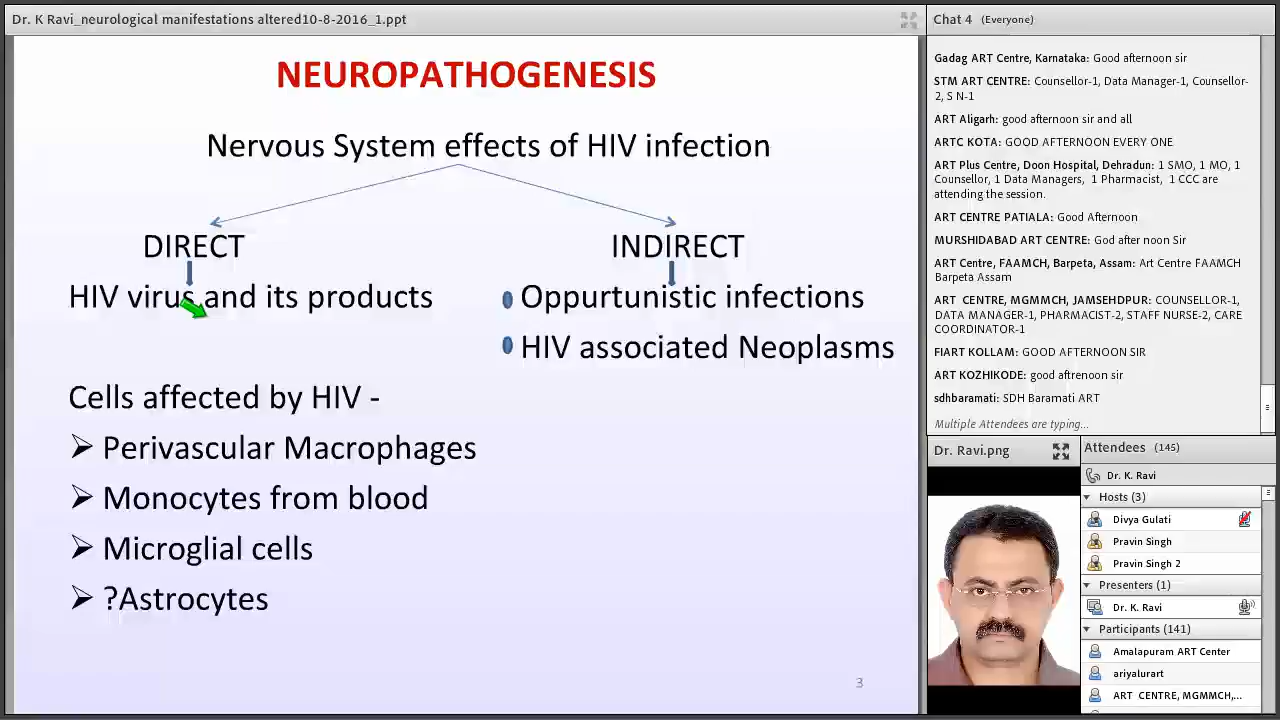 Dr. K Ravi_neurological manifestations altered10-8-2016_1.ppt
NEUROPATHOGENESIS
Nervous System effects of HIV infection
DIRECT
INDIRECT
HIV virus and its products
Oppurtunistic infections
HIV associated Neoplasms
Cells affected by HIV -
Perivascular Macrophages
Monocytes from blood
Microglial cells
?Astrocytes
3
Chat 4 (Everyone)
Gadag ART Centre, Karnataka: Good afternoon sir
STM ART CENTRE: Counsellor-1, Data Manager-1, Counsellor-
2, S N-1
ART Aligarh: good afternoon sir and all
ARTC KOTA: GOOD AFTERNOON EVERY ONE
ART Plus Centre, Doon Hospital, Dehradun: 1 SMO, 1 MO, 1
Counsellor, 1 Data Managers, 1 Pharmacist, 1 CCC are
attending the session.
ART CENTRE PATIALA: Good Afternoon
MURSHIDABAD ART CENTRE: God after noon Sir
ART Centre, FAAMCH, Barpeta, Assam: Art Centre FAAMCH
Barpeta Assam
ART CENTRE, MGMMCH, JAMSEHDPUR: COUNSELLOR-1,
DATA MANAGER-1, PHARMACIST-2, STAFF NURSE-2, CARE
COORDINATOR-1
FIART KOLLAM: GOOD AFTERNOON SIR
ART KOZHIKODE: good aftrenoon sir
sdhbaramati: SDH Baramati ART
Multiple Attendees are typing...
Dr. Ravi.png
Attendees (145)
Dr. K. Ravi
Hosts (3)
Divya Gulati
Pravin Singh
Pravin Singh 2
Presenters (1)
Dr. K. Ravi
Participants (141)
Amalapuram ART Center
ariyalurart
ART CENTRE, MGMMCH,...